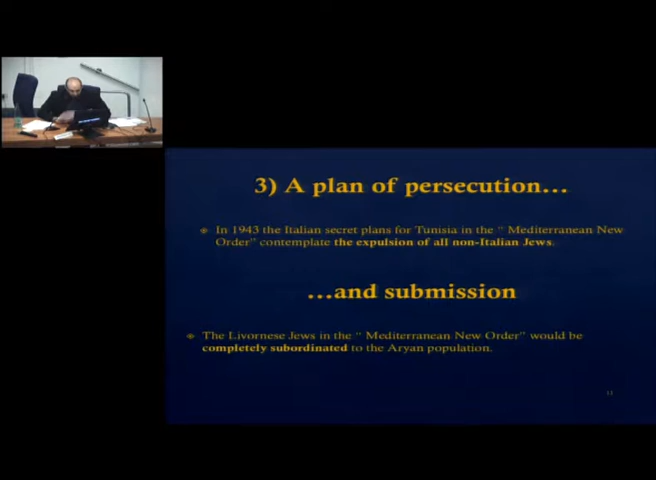 3) A plan of persecution…
In 1943 the Italian secret plans for Tunisia in the “ Mediterranean New
Order” contemplate the expulsion of all non-Italian Jews.
…and submission
The Livornese Jews in the “ Mediterranean New Order” would be
completely subordinated to the Aryan population.